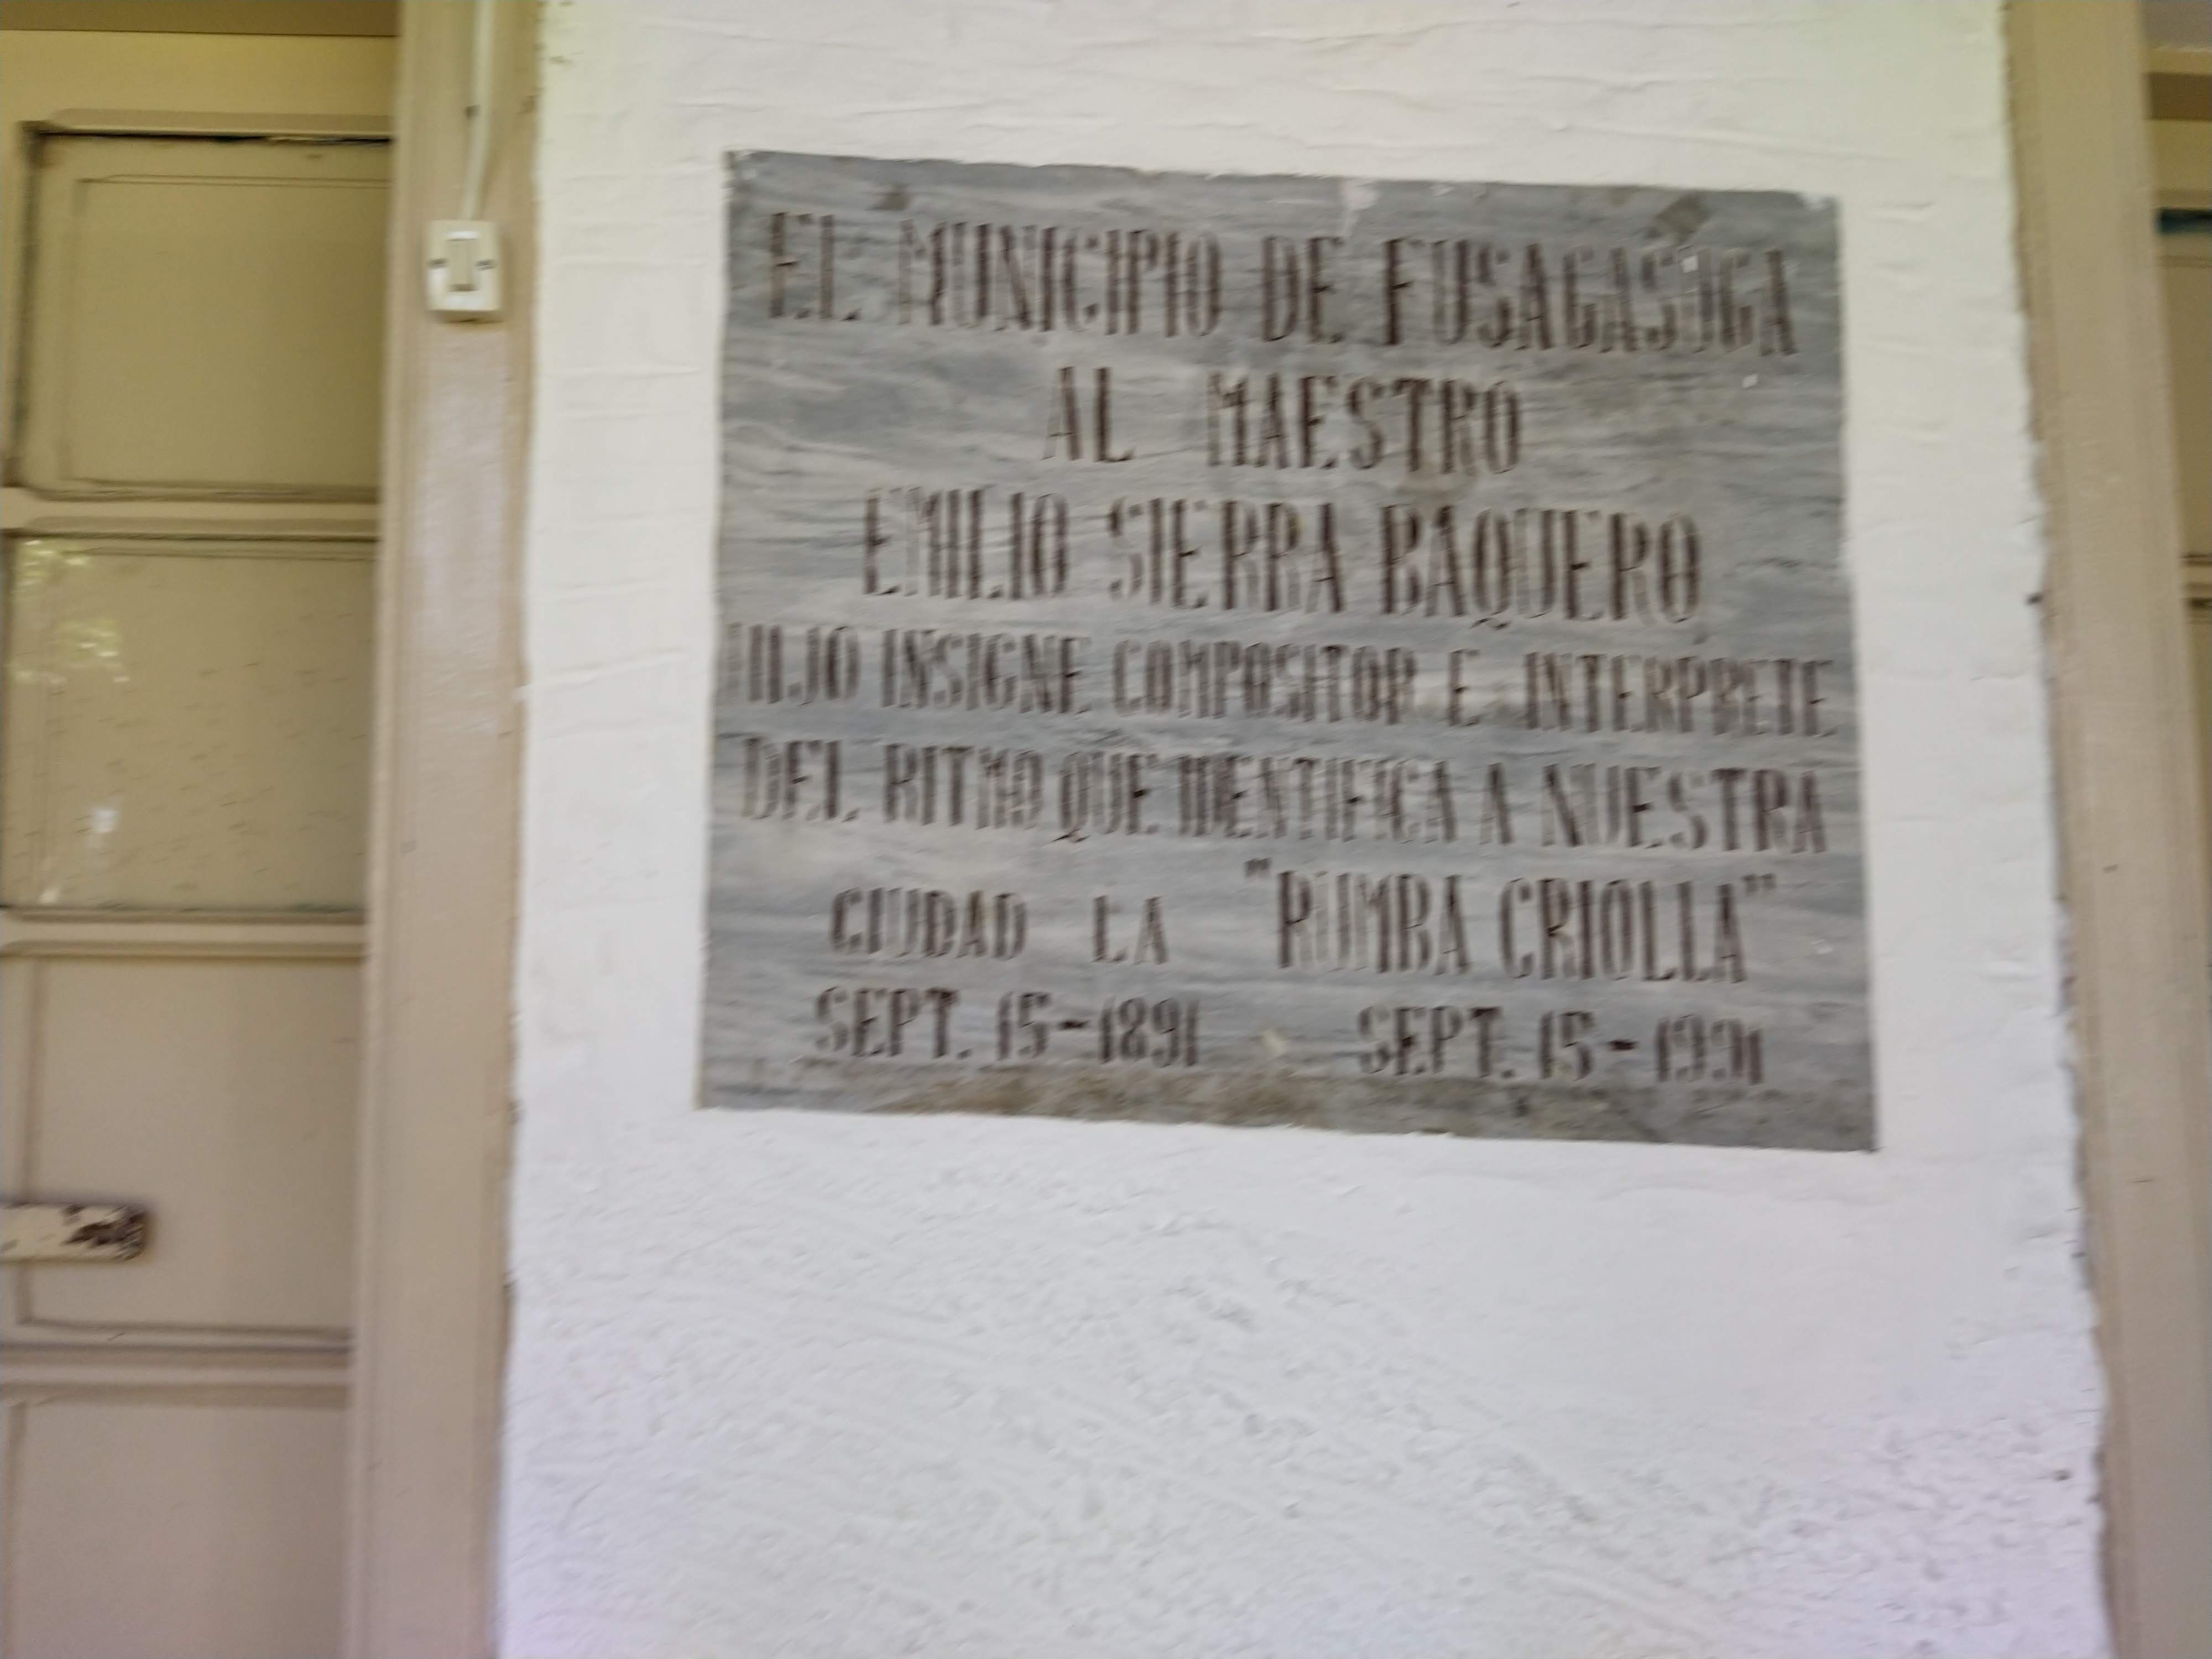 EL MUNICIPIO DE FUSAGASUGA
AL MAESTRO
EMILIO SIERRA BAQUERO
HIJO INSIGNE COMPOSITOR E INTERPRETE
DEL RITMO QUE IDENTIFICA A NUESTRA
CIUDAD LA "RUMBA CRIOLLA"
SEPT. 15-1891 SEPT. 15-1991